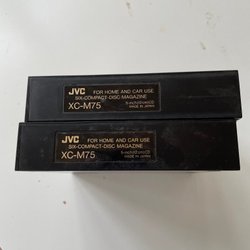 JVC FOR HOME AND CAR USE
SIX-COMPACT-DISC MAGAZINE
XC-M75
MADE IN JAPAN
JVC FOR HOME AND CAR USE
SIX-COMPACT-DISC MAGAZINE
XC-M75
MADE IN JAPAN